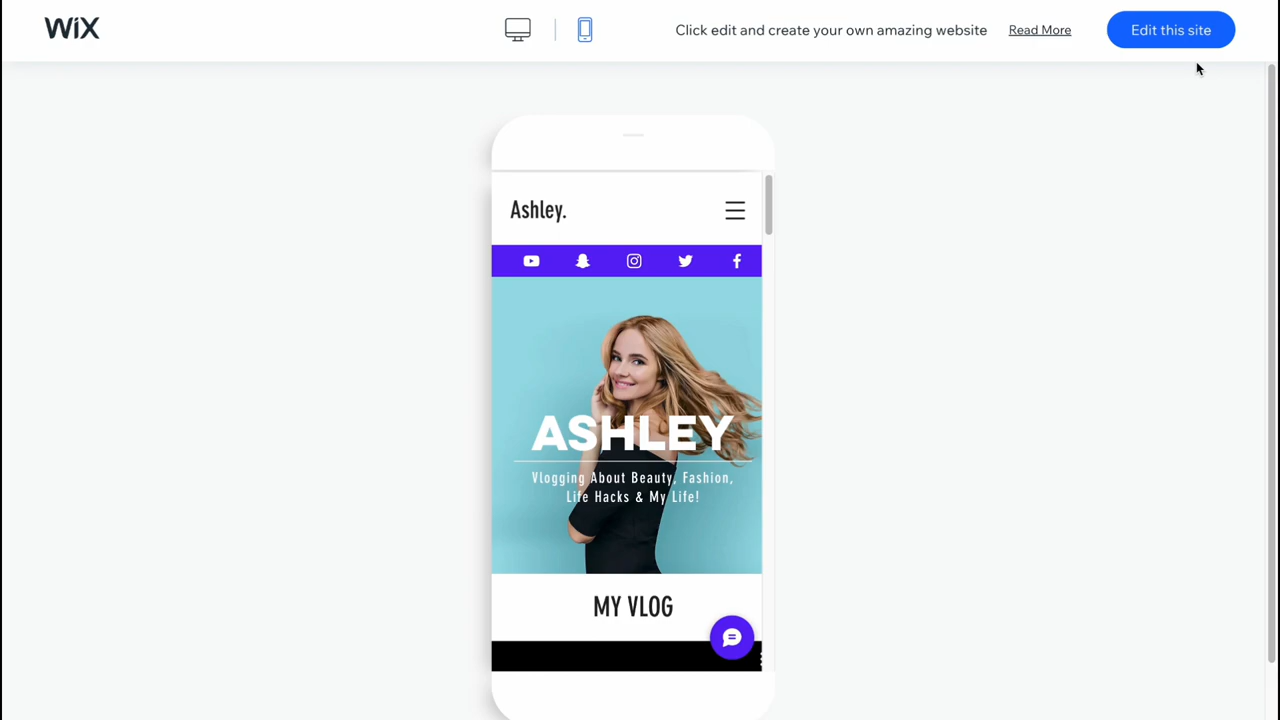 WiX
Click edit and create your own amazing website
Read More
Edit this site
Ashley.
ASHLEY
Vlogging About Beauty, Fashion,
Life Hacks & My Life!
MY VLOG